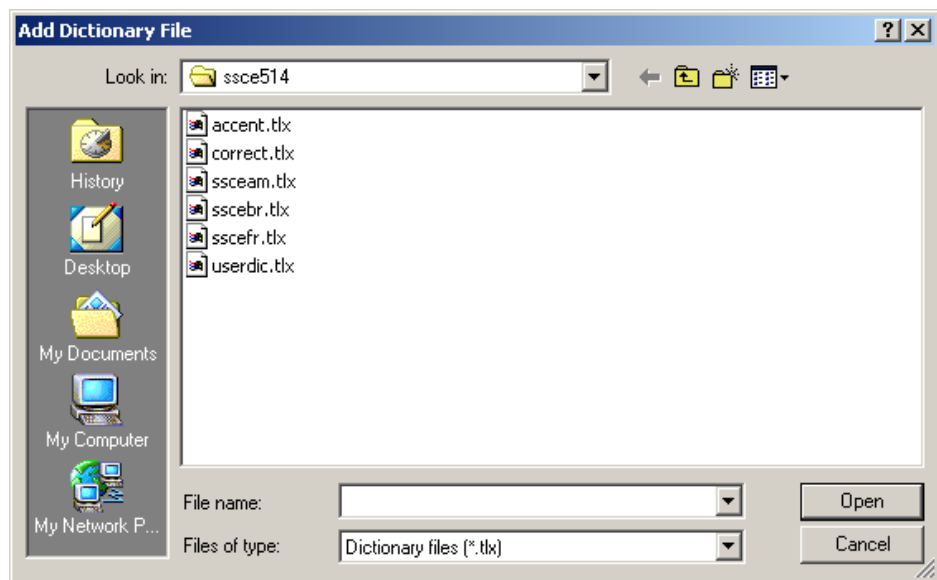 Add Dictionary File
Look in: ssce514
History
Desktop
My Documents
My Computer
My Network P...
accent.tlx
correct.tlx
ssceam.tlx
sscebr.tlx
sscefr.tlx
userdic.tlx
File name:
Open
Files of type: Dictionary files (*.tlx)
Cancel